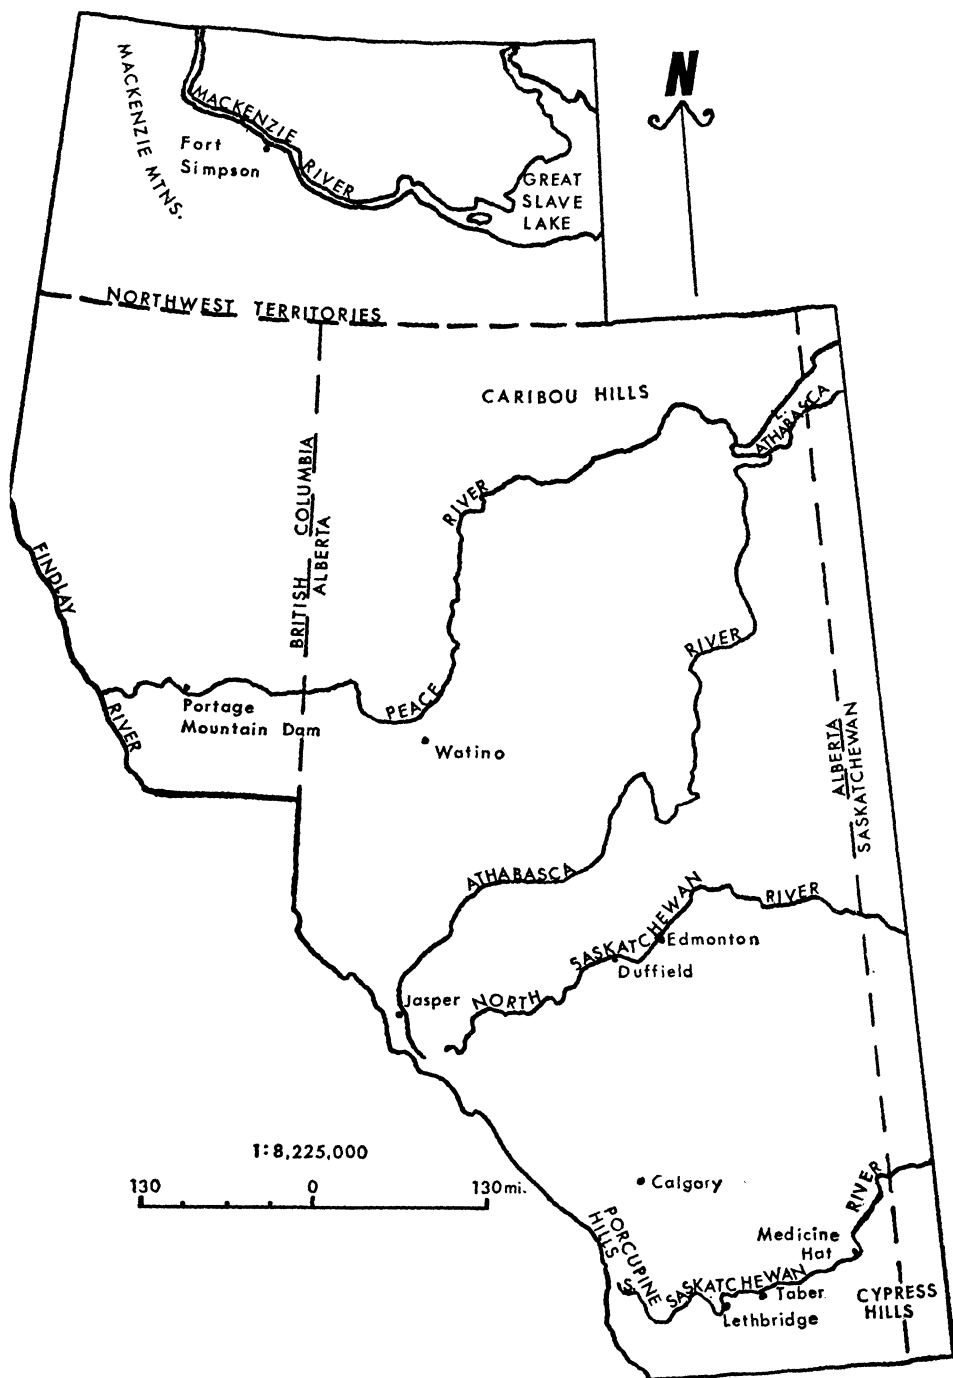 N
MACKENZIE MTNS.
MACKENZIE RIVER
Fort
Simpson
GREAT
SLAVE
LAKE
NORTHWEST TERRITORIES
CARIBOU HILLS
L. ATHABASCA
BRITISH COLUMBIA
ALBERTA
RIVER
FINDLAY RIVER
RIVER
PEACE
Portage
Mountain Dam
Watino
ALBERTA
SASKATCHEWAN
ATHABASCA
NORTH SASKATCHEWAN RIVER
Edmonton
Duffield
Jasper
1:8,225,000
130 0 130mi.
Calgary
PORCUPINE
HILLS
Medicine
Hat
S. SASKATCHEWAN RIVER
Taber
Lethbridge
CYPRESS
HILLS